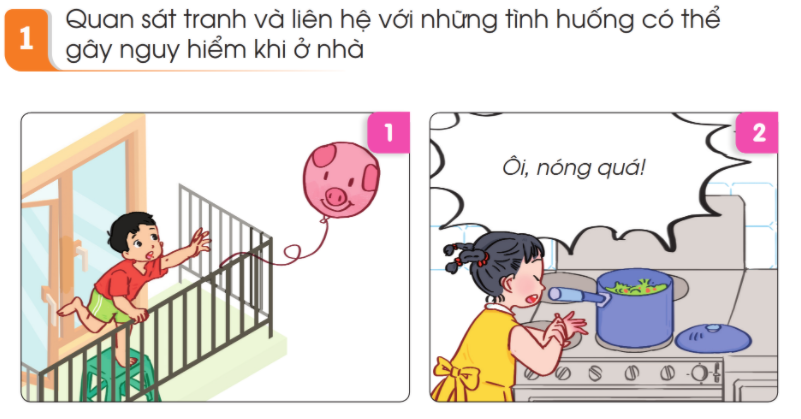 1
Quan sát tranh và liên hệ với những tình huống có thể
gây nguy hiểm khi ở nhà
1
2
Ôi, nóng quá!